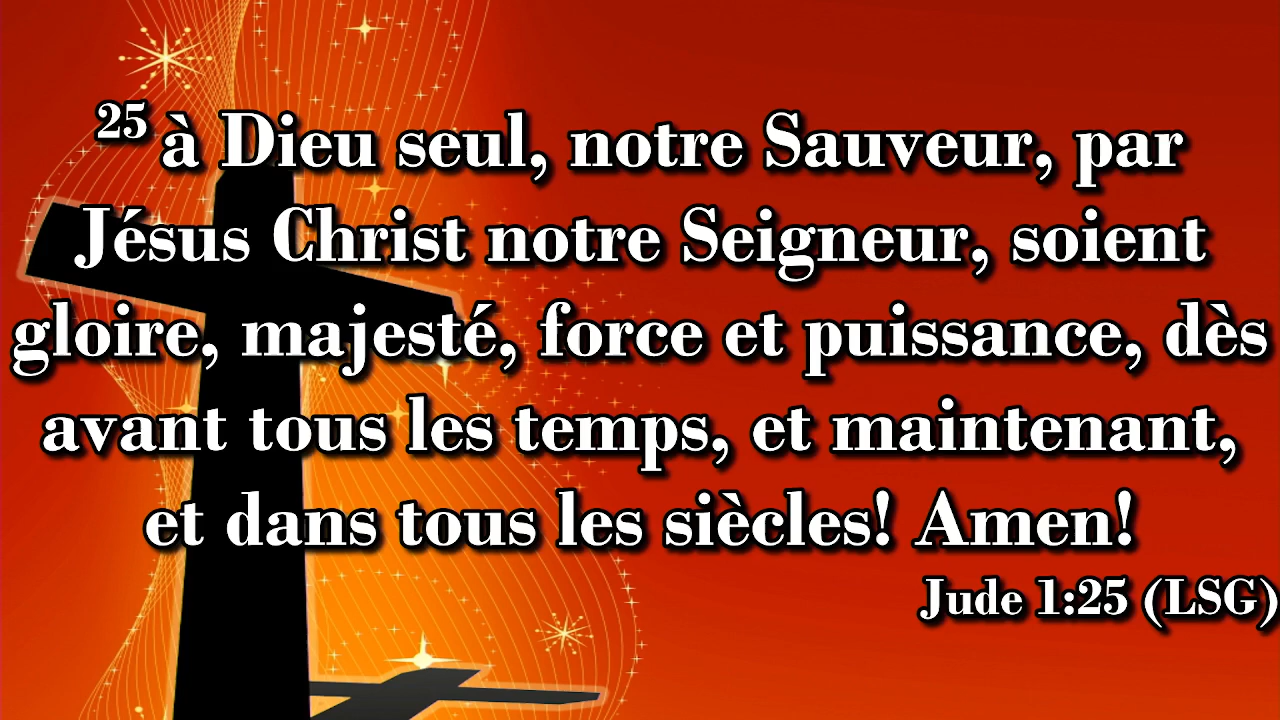 25 à Dieu seul, notre Sauveur, par
Jésus Christ notre Seigneur, soient
gloire, majesté, force et puissance, dès
avant tous les temps, et maintenant,
et dans tous les siècles! Amen!
Jude 1:25 (LSG)